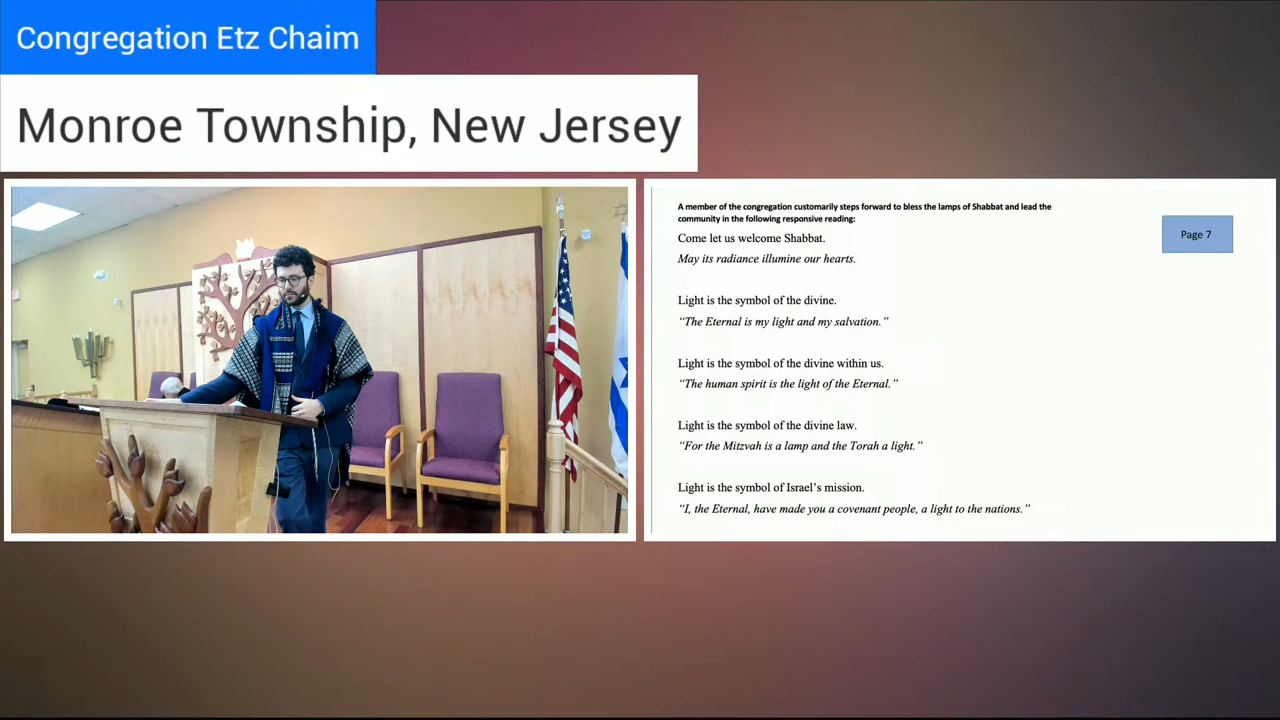 Congregation Etz Chaim
Monroe Township, New Jersey
A member of the congregation customarily steps forward to bless the lamps of Shabbat and lead the
community in the following responsive reading:
Page 7
Come let us welcome Shabbat.
May its radiance illumine our hearts.
Light is the symbol of the divine.
“The Eternal is my light and my salvation.”
Light is the symbol of the divine within us.
“The human spirit is the light of the Eternal.”
Light is the symbol of the divine law.
“For the Mitzvah is a lamp and the Torah a light.”
Light is the symbol of Israel’s mission.
“I, the Eternal, have made you a covenant people, a light to the nations.”